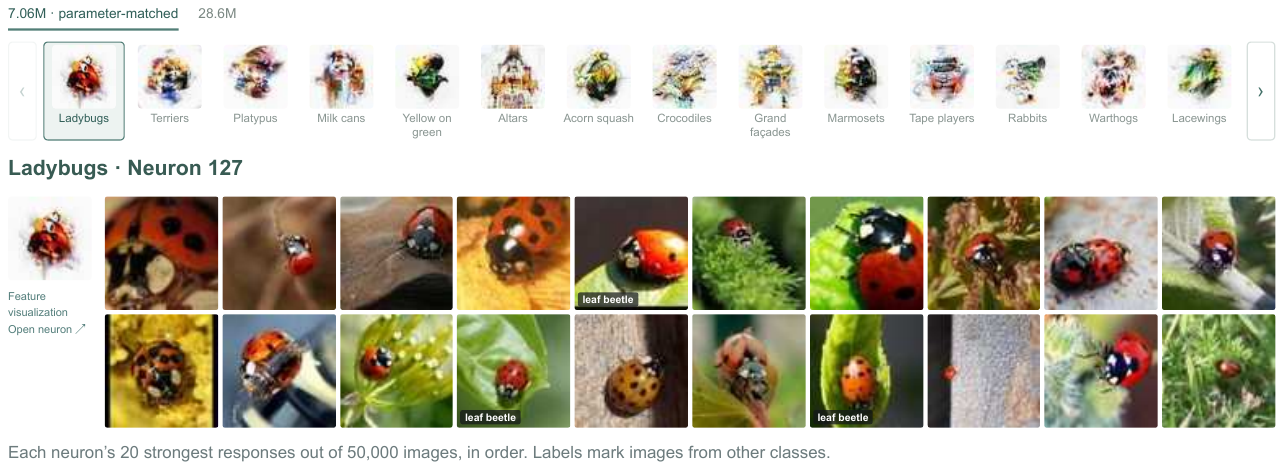 7.06M · parameter-matched 28.6M
‹ ›
Ladybugs Terriers Platypus Milk cans Yellow on green Altars Acorn squash Crocodiles Grand façades Marmosets Tape players Rabbits Warthogs Lacewings
Ladybugs · Neuron 127
Feature
visualization
Open neuron ↗
leaf beetle
leaf beetle
leaf beetle
Each neuron’s 20 strongest responses out of 50,000 images, in order. Labels mark images from other classes.